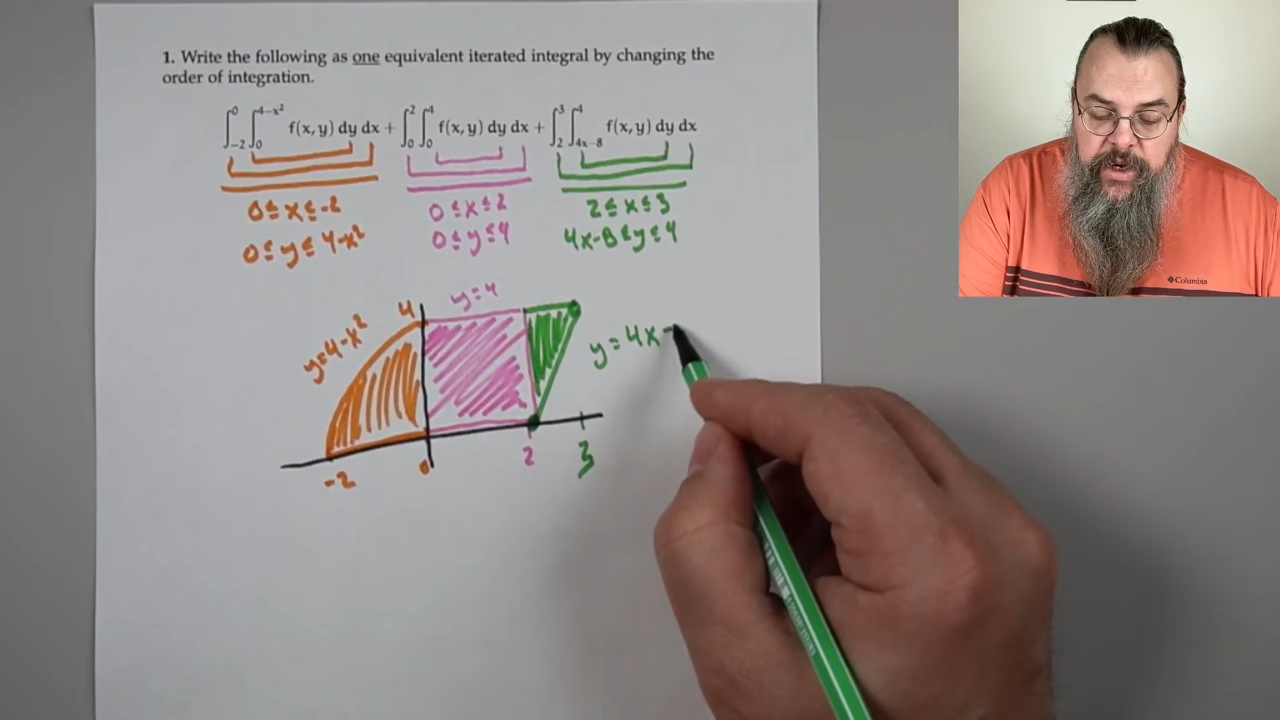 1. Write the following as one equivalent iterated integral by changing the
order of integration.
∫_{-2}^{0} ∫_{0}^{4-x²} f(x, y) dy dx + ∫_{0}^{2} ∫_{0}^{4} f(x, y) dy dx + ∫_{2}^{3} ∫_{4x-8}^{4} f(x, y) dy dx
0 ≤ x ≤ -2 0 ≤ x ≤ 2 2 ≤ x ≤ 3
0 ≤ y ≤ 4-x² 0 ≤ y ≤ 4 4x-8 ≤ y ≤ 4
Columbia
y=4
4
y=4-x²
y = 4x -
-2 0 2 3